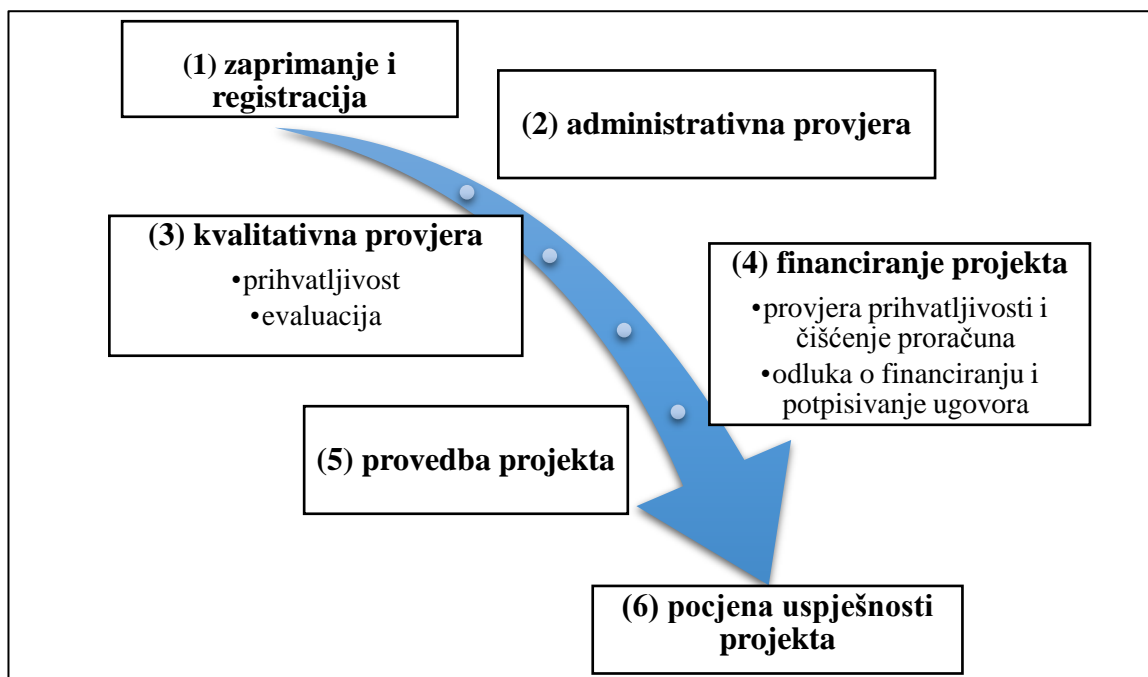 (1) zaprimanje i
registracija
(2) administrativna provjera
(3) kvalitativna provjera
•prihvatljivost
•evaluacija
(4) financiranje projekta
•provjera prihvatljivosti i
čišćenje proračuna
•odluka o financiranju i
potpisivanje ugovora
(5) provedba projekta
(6) pocjena uspješnosti
projekta